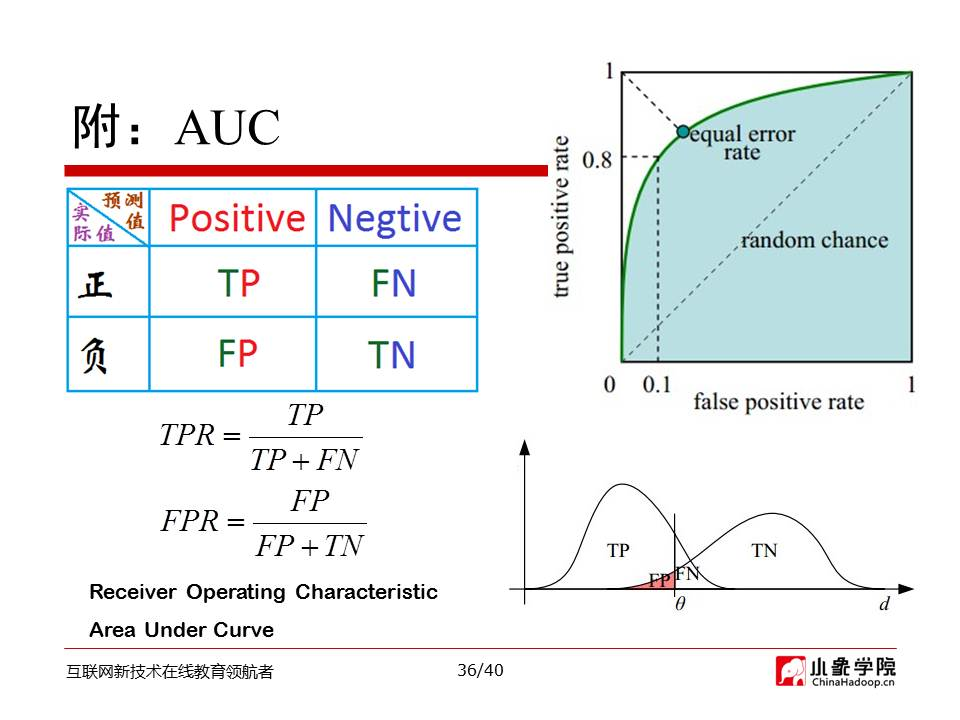 附：AUC
预测值
实际值
Positive
Negtive
正
TP
FN
负
FP
TN
TPR = TP / TP + FN
FPR = FP / FP + TN
Receiver Operating Characteristic
Area Under Curve
1
equal error
rate
0.8
true positive rate
random chance
0
0.1
1
false positive rate
TP
TN
FP
FN
θ
d
互联网新技术在线教育领航者
36/40
小象学院
ChinaHadoop.cn